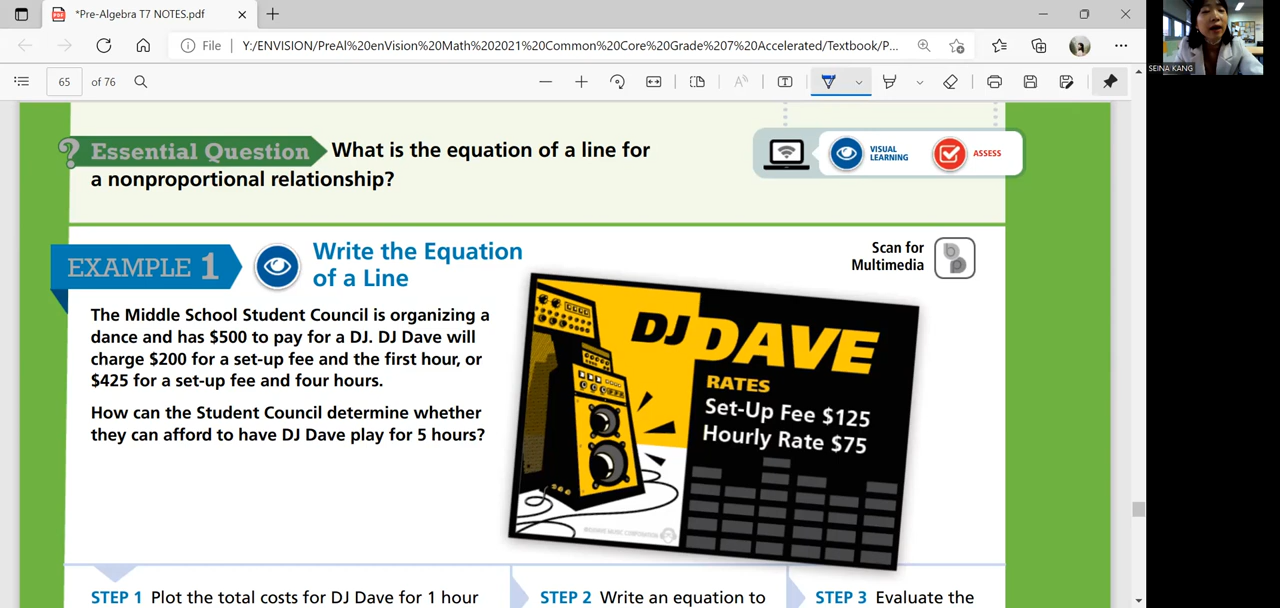 *Pre-Algebra T7 NOTES.pdf
File
Y:/ENVISION/PreAl%20enVision%20Math%202021%20Common%20Core%20Grade%207%20Accelerated/Textbook/P...
SEINA KANG
65
of 76
? Essential Question What is the equation of a line for
a nonproportional relationship?
VISUAL
LEARNING
ASSESS
EXAMPLE 1
Write the Equation
of a Line
Scan for
Multimedia
The Middle School Student Council is organizing a
dance and has $500 to pay for a DJ. DJ Dave will
charge $200 for a set-up fee and the first hour, or
$425 for a set-up fee and four hours.
How can the Student Council determine whether
they can afford to have DJ Dave play for 5 hours?
DJ DAVE
RATES
Set-Up Fee $125
Hourly Rate $75
STEP 1 Plot the total costs for DJ Dave for 1 hour
STEP 2 Write an equation to
STEP 3 Evaluate the